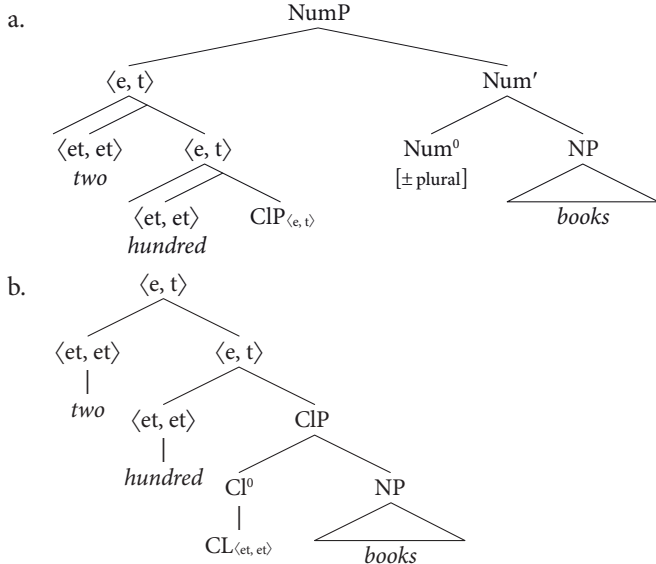 a.
NumP
⟨e, t⟩ Num′
⟨et, et⟩ ⟨e, t⟩ Num⁰ NP
two [± plural]
⟨et, et⟩ ClP⟨e, t⟩ books
hundred
b.
⟨e, t⟩
⟨et, et⟩ ⟨e, t⟩
two ⟨et, et⟩ ClP
hundred
Cl⁰ NP
CL⟨et, et⟩ books